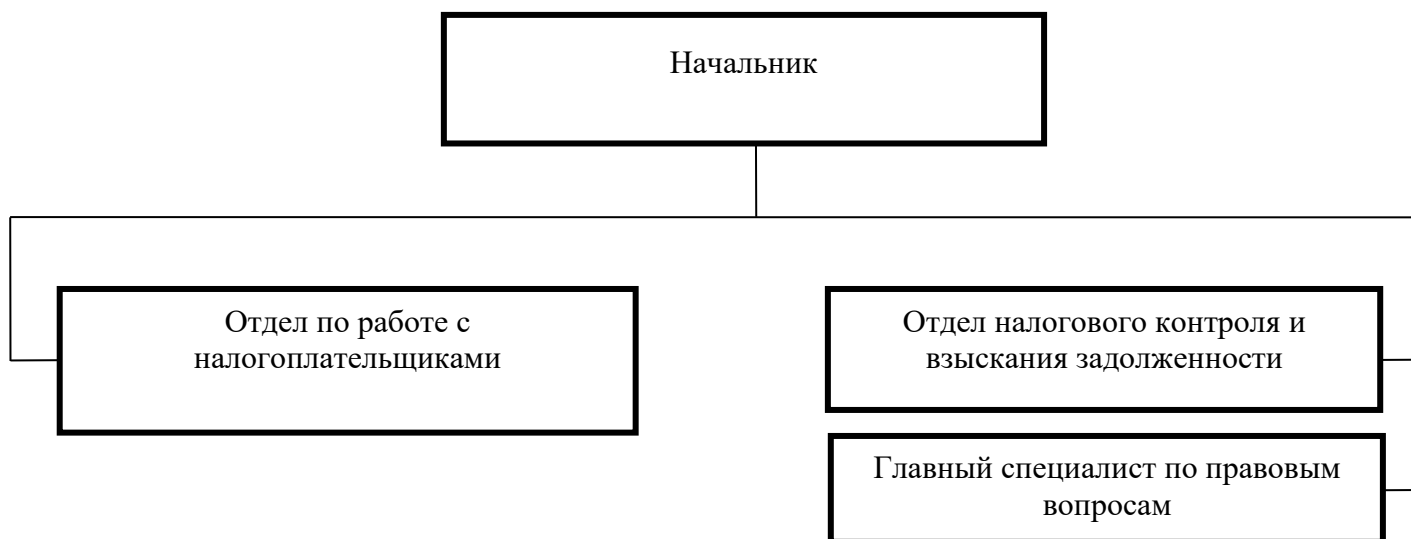 Начальник
Отдел по работе с
налогоплательщиками
Отдел налогового контроля и
взыскания задолженности
Главный специалист по правовым
вопросам